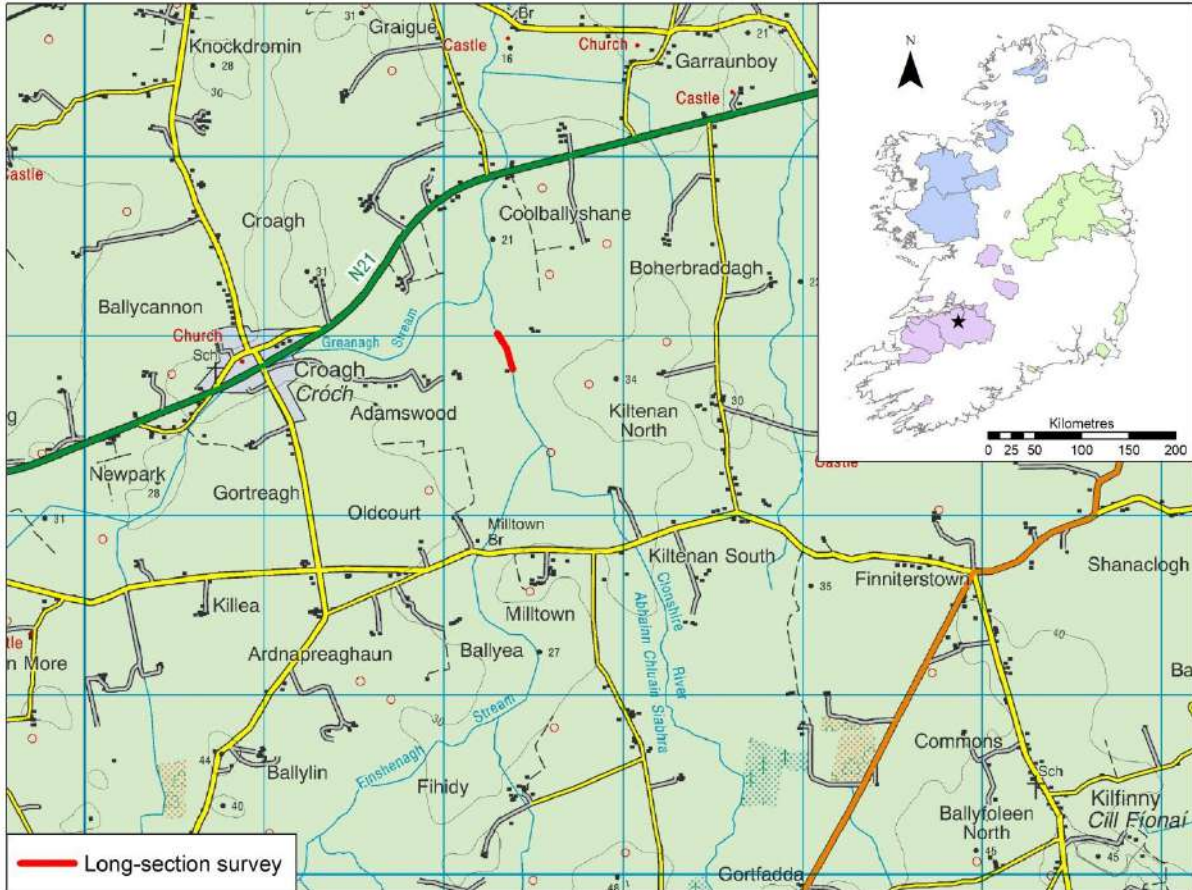 Graigue
31
Br
Knockdromin
28
30
Castle
16
Church
21
Garraunboy
Castle
Castle
Croagh
31
N21
21
Coolballyshane
Boherbraddagh
Ballycannon
Church
Sch
Greanagh
Stream
Croagh
Cróch
Adamswood
34
Kiltenan
North
30
Newpark
28
31
Gortreagh
Oldcourt
Milltown
Br
Castle
Kiltenan South
Finniterstown
Shanaclogh
35
Killea
Milltown
Clonshire
River
Abhainn Chluain Siabhra
40
n More
Ardnapreaghaun
Ballyea
27
30
Stream
Einshenagh
44
Ballylin
40
Fihidy
Commons
Sch
Ballyfoleen
North
45
Kilfinny
Cill Fíonaí
45
Gortfadda
Long-section survey
N
Kilometres
0 25 50 100 150 200